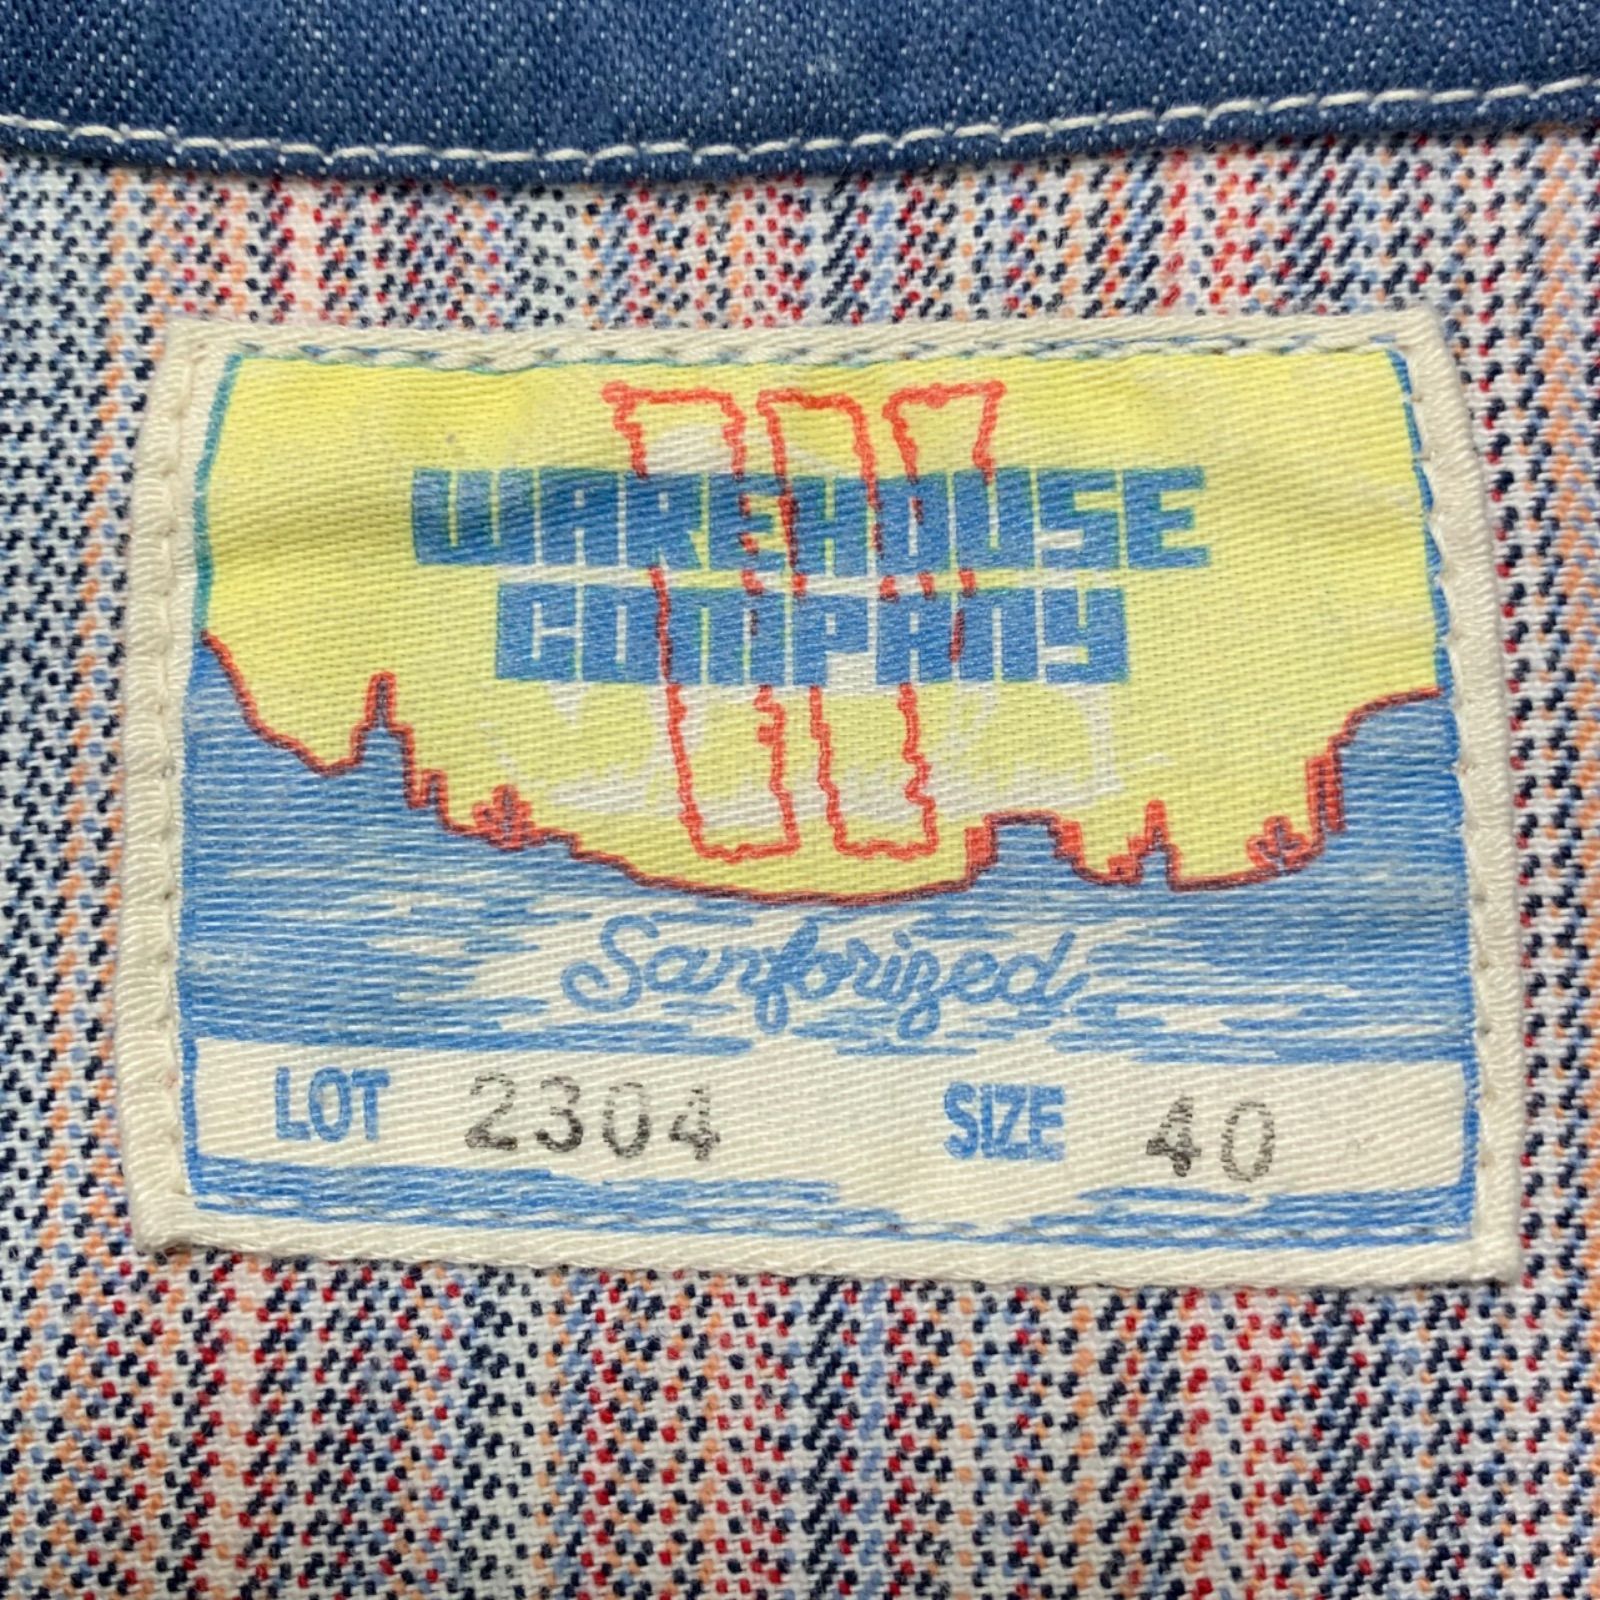 W
WAREHOUSE
COMPANY
Sanforized
LOT 2304 SIZE 40